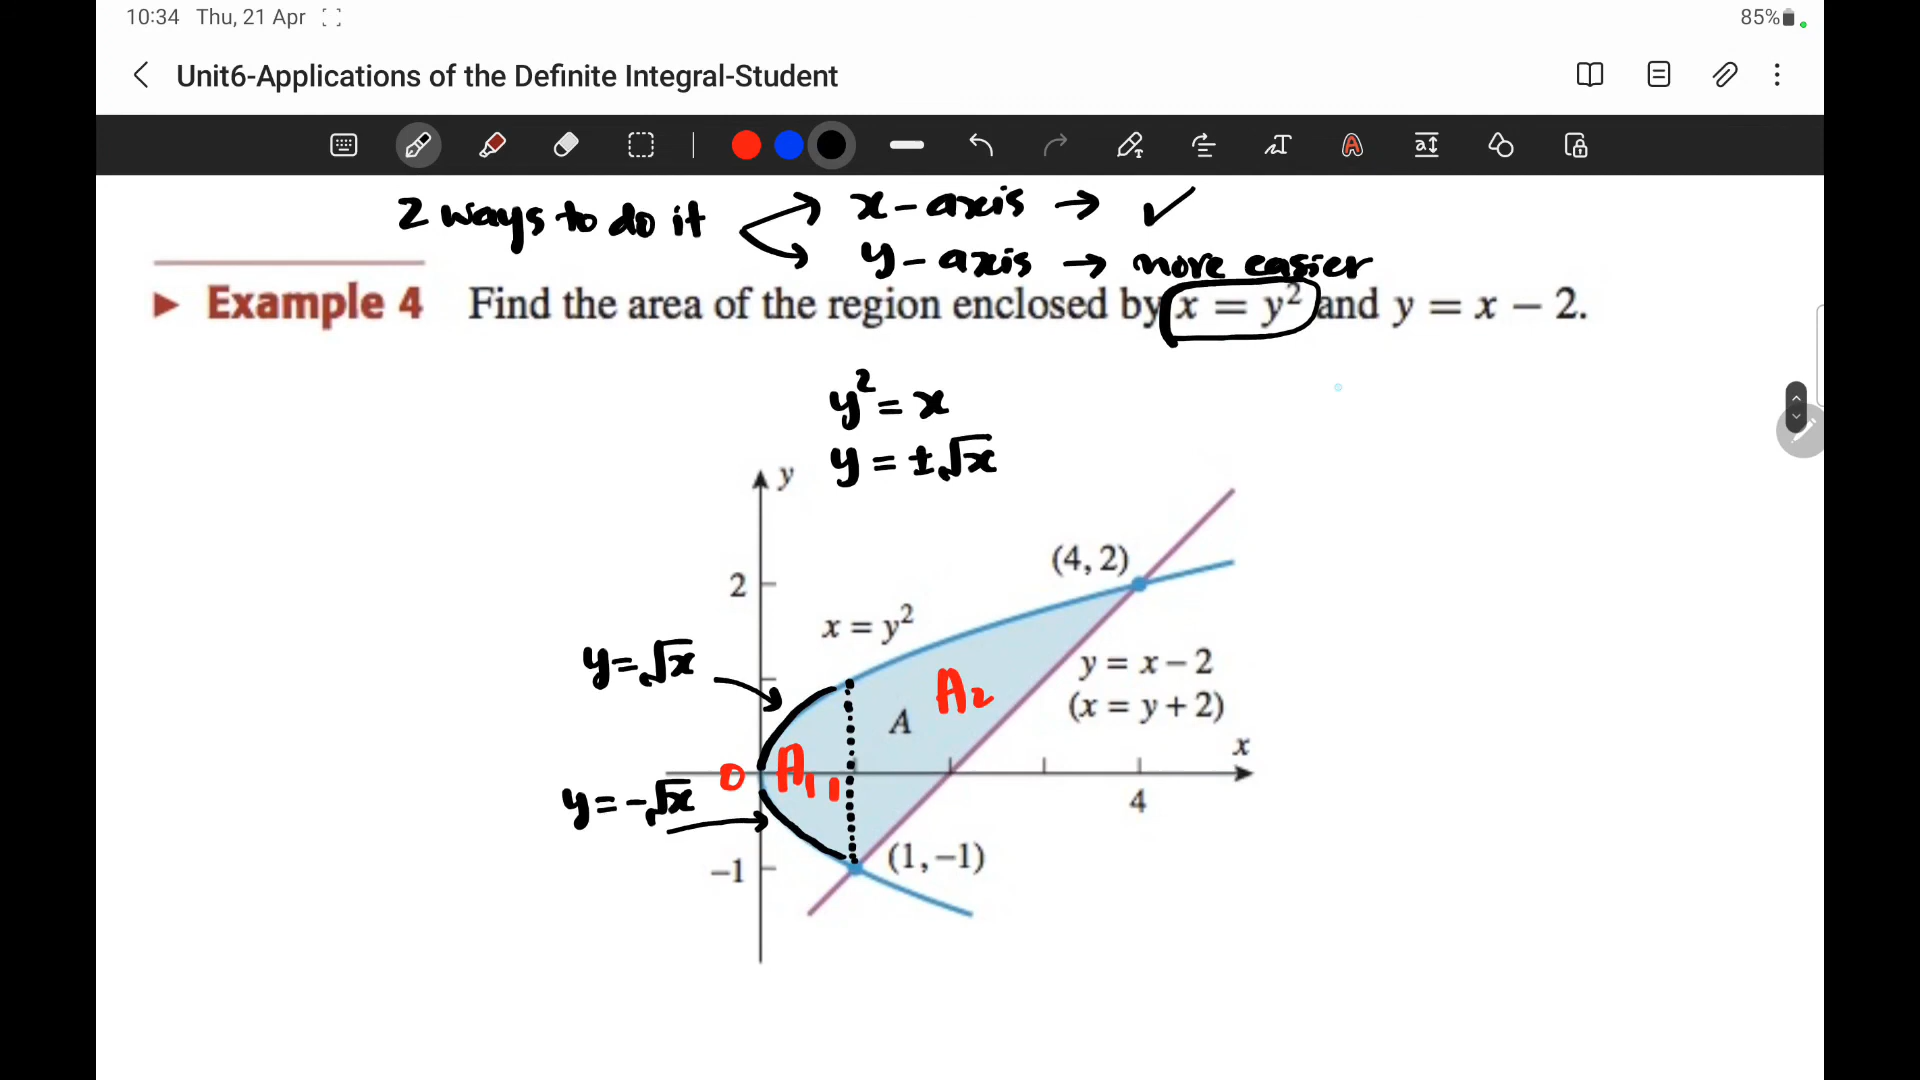 10:34 Thu, 21 Apr
85%
Unit6-Applications of the Definite Integral-Student
2 ways to do it
x-axis → ✓
y-axis → more easier
Example 4 Find the area of the region enclosed by x = y² and y = x − 2.
y² = x
y = ±√x
y
(4, 2)
2
x = y²
y = √x
y = x − 2
(x = y + 2)
A₂
A
x
0
A₁
1
y = −√x
4
−1
(1, −1)